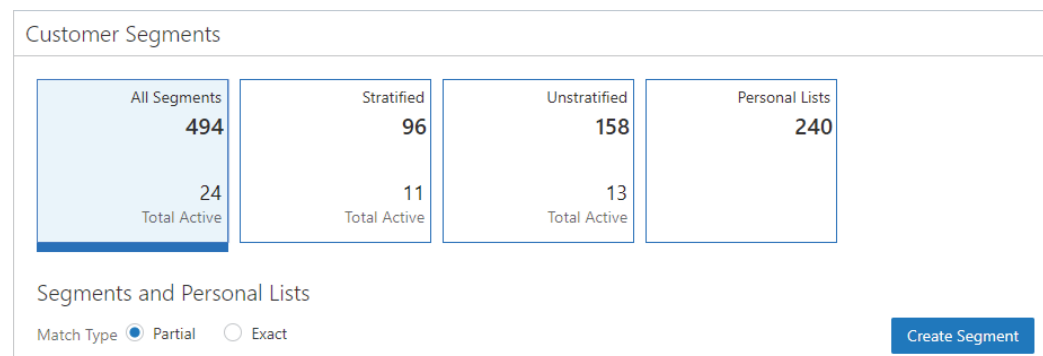 Customer Segments
All Segments
494
24
Total Active
Stratified
96
11
Total Active
Unstratified
158
13
Total Active
Personal Lists
240
Segments and Personal Lists
Match Type Partial Exact
Create Segment